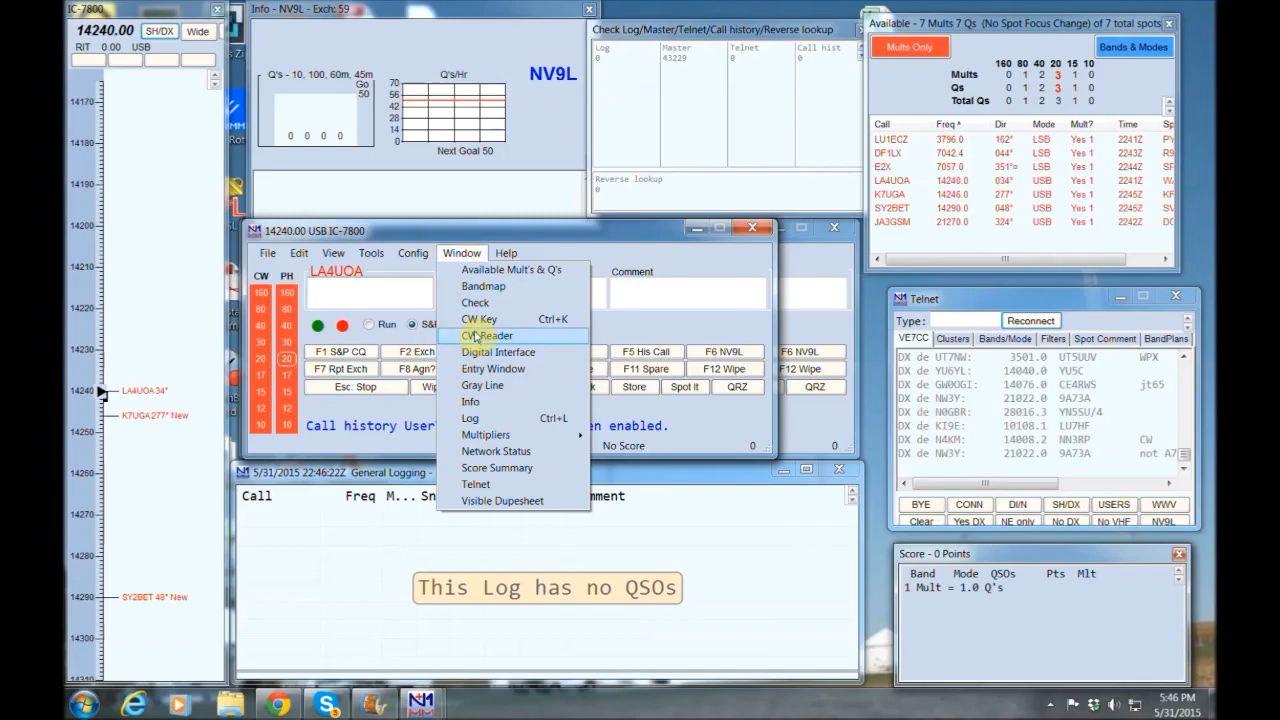 IC-7800
14240.00 SH/DX Wide
RIT 0.00 USB
14170
14180
14190
14200
14210
14220
14230
14240 LA4UOA 34°
K7UGA 277° New
14250
14260
14270
14280
14290 SY2BET 48° New
14300
14310
Info - NV9L - Exch: 59
Q's - 10, 100, 60m, 45m
Go
50
0 0 0 0
Q's/Hr
70
56
42
28
14
0
Next Goal 50
NV9L
Check Log/Master/Telnet/Call history/Reverse lookup
Log Master Telnet Call hist
0 43229 0 0
Reverse lookup
0
Available - 7 Mults 7 Qs (No Spot Focus Change) of 7 total spots
Mults Only Bands & Modes
160 80 40 20 15 10
Mults 0 1 2 3 1 0
Qs 0 1 2 3 1 0
Total Qs 0 1 2 3 1 0
Call Freq ^ Dir Mode Mult? Time Sp
LU1ECZ 3796.0 162° LSB Yes 1 2241Z PY
DF1LX 7042.4 044° LSB Yes 1 2243Z RF
E2X 7057.0 351°¤ LSB Yes 1 2244Z SF
LA4UOA 14240.0 034° USB Yes 1 2241Z W
K7UGA 14246.0 277° USB Yes 1 2245Z KF
SY2BET 14290.0 048° USB Yes 1 2245Z SV
JA3GSM 21270.0 324° USB Yes 1 2242Z DC
14240.00 USB IC-7800
File Edit View Tools Config Window Help
CW PH
160 160
80 80
40 40
30 30
20 20
17 17
15 15
12 12
10 10
LA4UOA
Comment
Run S&P
F1 S&P CQ F2 Exch F5 His Call F6 NV9L F6 NV9L
F7 Rpt Exch F8 Agn? F11 Spare F12 Wipe F12 Wipe
Esc: Stop Wip k Store Spot It QRZ QRZ
Call history User en enabled.
No Score 0 0
Available Mult's & Q's
Bandmap
Check
CW Key Ctrl+K
CW Reader
Digital Interface
Entry Window
Gray Line
Info
Log Ctrl+L
Multipliers
Network Status
Score Summary
Telnet
Visible Dupesheet
5/31/2015 22:46:22Z General Logging -
Call Freq M... Sn mment
This Log has no QSOs
Telnet
Type: Reconnect
VE7CC Clusters Bands/Mode Filters Spot Comment BandPlans
DX de UT7NW: 3501.0 UT5UUV WPX
DX de YU6YL: 14040.0 YU5C
DX de GW0OGI: 14076.0 CE4RWS jt65
DX de NW3Y: 21022.0 9A73A
DX de N0GBR: 28016.3 YN5SU/4
DX de KI9E: 10108.1 LU7HF
DX de N4KM: 14008.2 NN3RP CW
DX de NW3Y: 21022.0 9A73A not A7
BYE CONN DI/N SH/DX USERS WWV
Clear Yes DX NE only No DX No VHF NV9L
Score - 0 Points
Band Mode QSOs Pts Mlt
1 Mult = 1.0 Q's
5:46 PM
5/31/2015